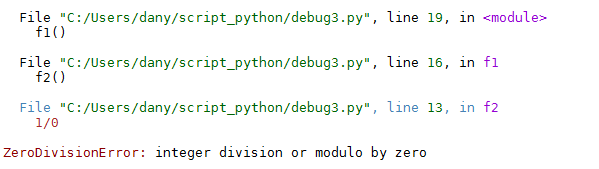 File "C:/Users/dany/script_python/debug3.py", line 19, in <module>
f1()
File "C:/Users/dany/script_python/debug3.py", line 16, in f1
f2()
File "C:/Users/dany/script_python/debug3.py", line 13, in f2
1/0
ZeroDivisionError: integer division or modulo by zero